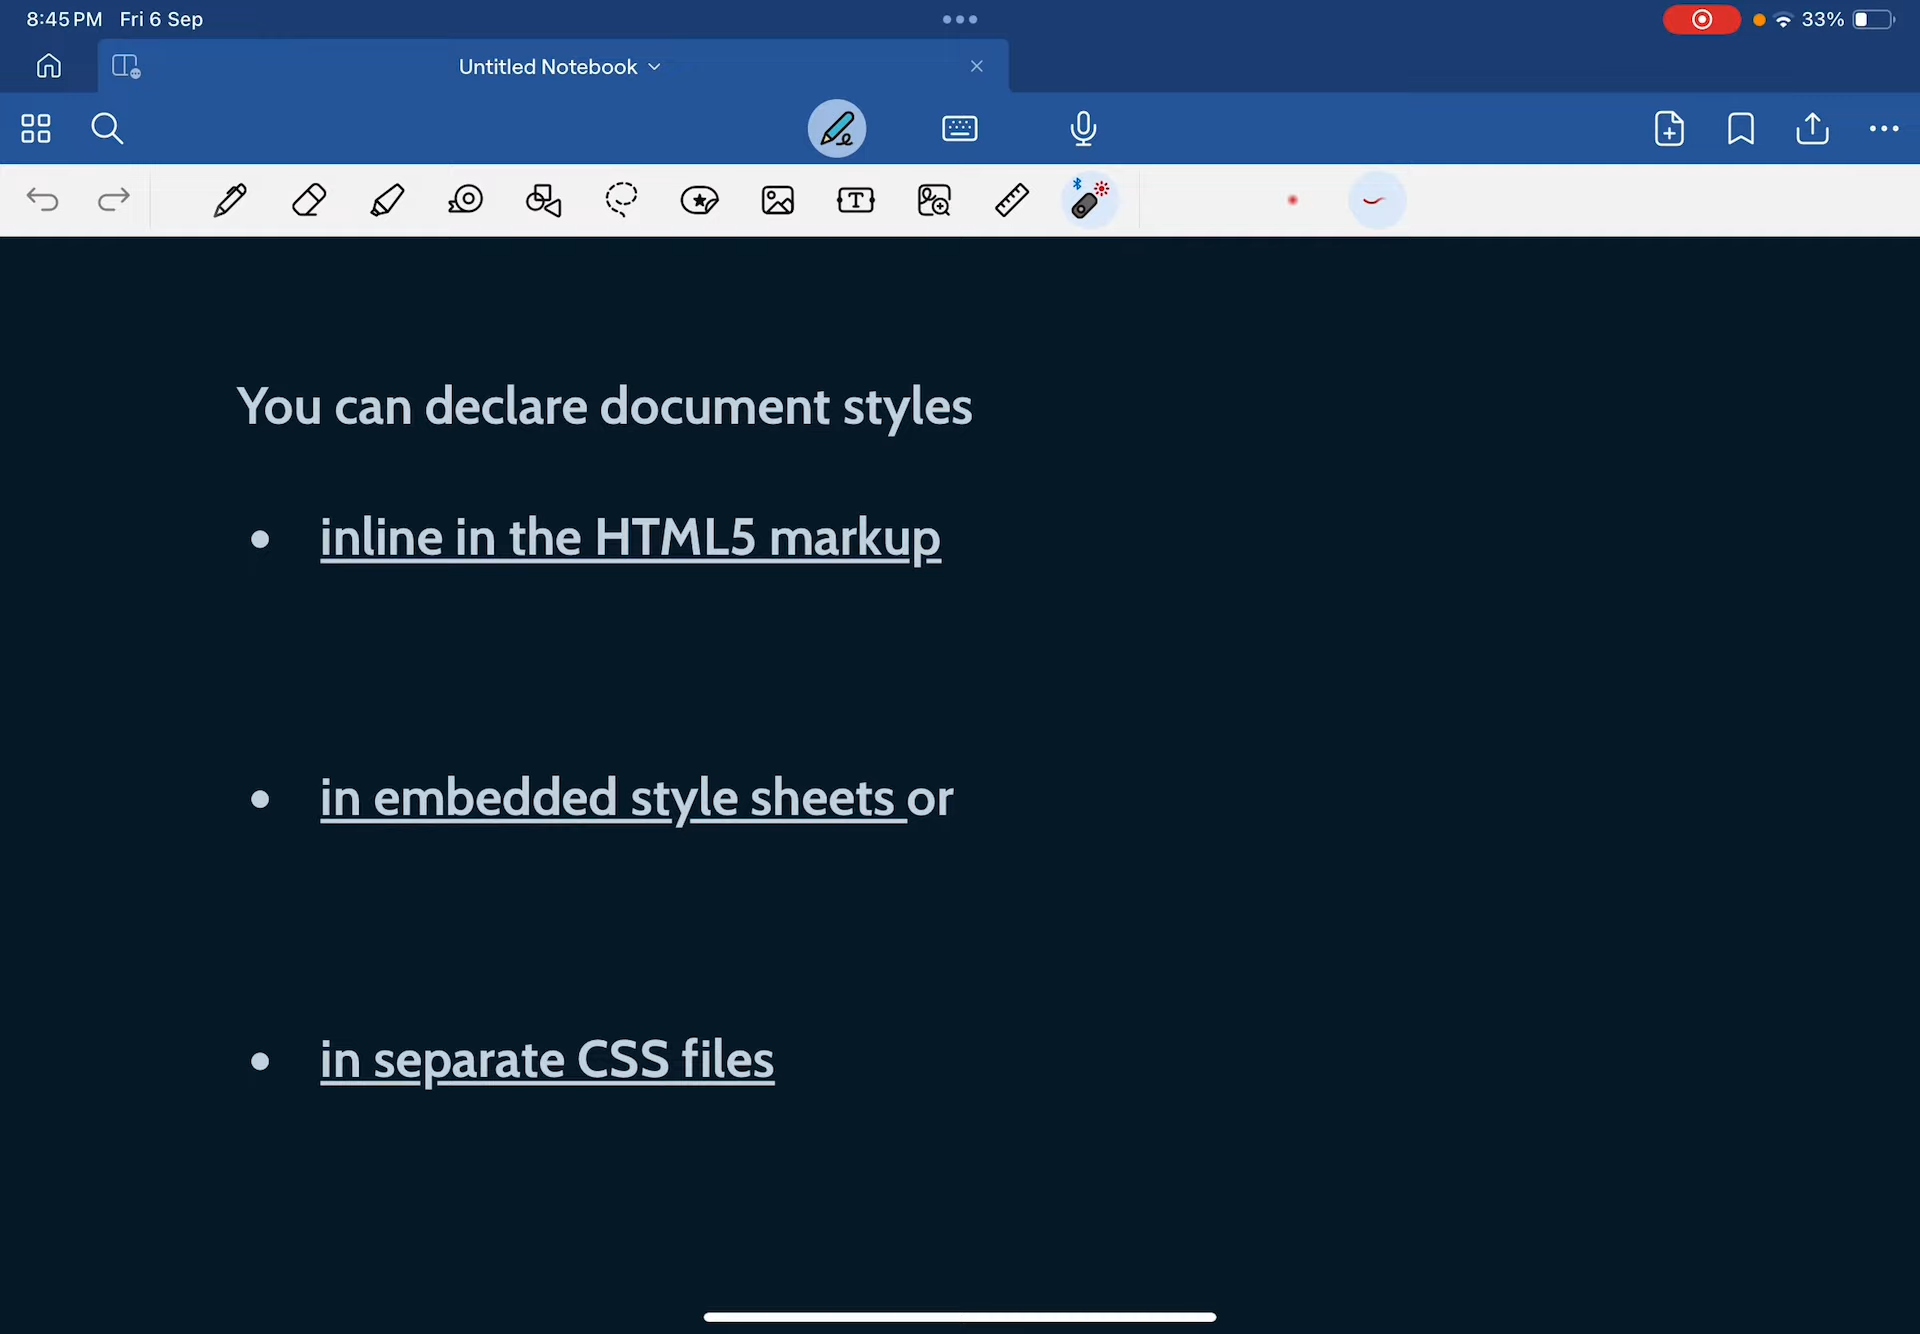 8:45 PM Fri 6 Sep
33%
Untitled Notebook
You can declare document styles
• inline in the HTML5 markup
• in embedded style sheets or
• in separate CSS files